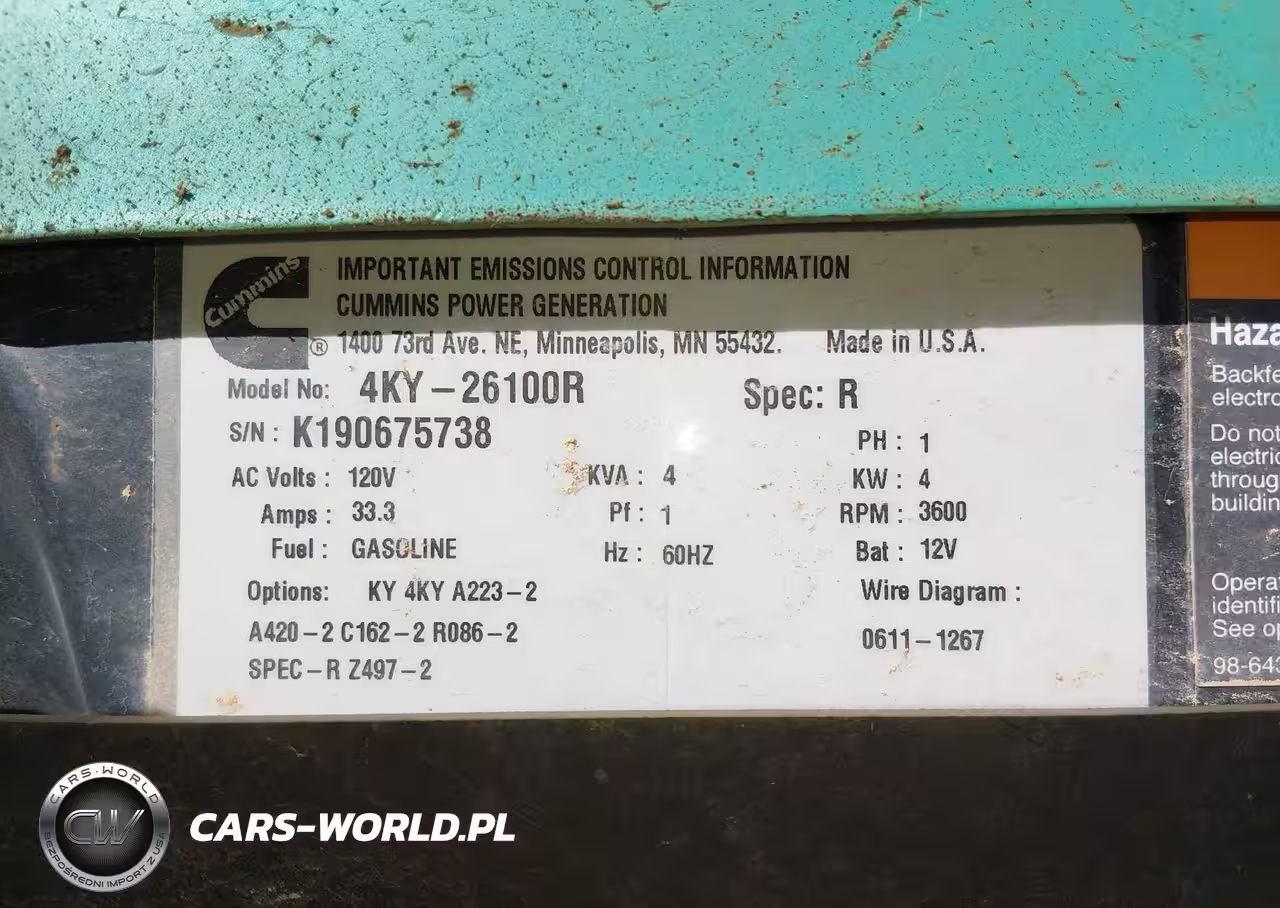 Cummins
®
IMPORTANT EMISSIONS CONTROL INFORMATION
CUMMINS POWER GENERATION
1400 73rd Ave. NE, Minneapolis, MN 55432. Made in U.S.A.
Model No: 4KY-26100R Spec: R
S/N : K190675738 PH : 1
AC Volts : 120V KVA : 4 KW : 4
Amps : 33.3 Pf : 1 RPM : 3600
Fuel : GASOLINE Hz : 60HZ Bat : 12V
Options: KY 4KY A223-2 Wire Diagram :
A420-2 C162-2 R086-2 0611-1267
SPEC-R Z497-2
Haza
Backfe
electro
Do not
electric
throug
buildin
Operat
identifi
See op
98-643
CARS-WORLD
CW
BEZPOŚREDNI IMPORT Z USA
CARS-WORLD.PL